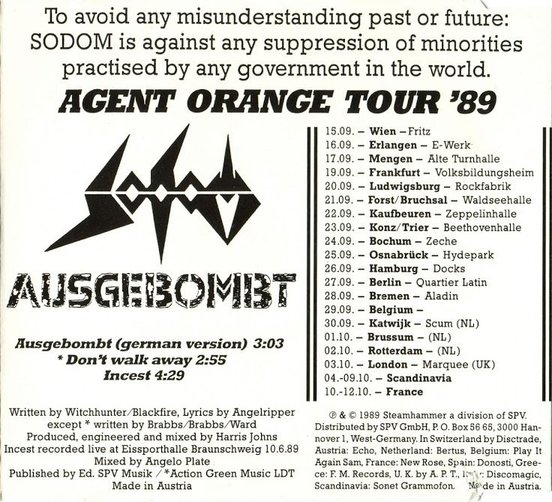 To avoid any misunderstanding past or future:
SODOM is against any suppression of minorities
practised by any government in the world.
AGENT ORANGE TOUR '89
SODOM
AUSGEBOMBT
Ausgebombt (german version) 3:03
* Don't walk away 2:55
Incest 4:29
Written by Witchhunter/Blackfire, Lyrics by Angelripper
except * written by Brabbs/Brabbs/Ward
Produced, engineered and mixed by Harris Johns
Incest recorded live at Eissporthalle Braunschweig 10.6.89
Mixed by Angelo Plate
Published by Ed. SPV Musik / *Action Green Music LDT
Made in Austria
15.09. – Wien – Fritz
16.09. – Erlangen – E-Werk
17.09. – Mengen – Alte Turnhalle
19.09. – Frankfurt – Volksbildungsheim
20.09. – Ludwigsburg – Rockfabrik
21.09. – Forst/Bruchsal – Waldseehalle
22.09. – Kaufbeuren – Zeppelinhalle
23.09. – Konz/Trier – Beethovenhalle
24.09. – Bochum – Zeche
25.09. – Osnabrück – Hydepark
26.09. – Hamburg – Docks
27.09. – Berlin – Quartier Latin
28.09. – Bremen – Aladin
29.09. – Belgium –
30.09. – Katwijk – Scum (NL)
01.10. – Brussum – (NL)
02.10. – Rotterdam – (NL)
03.10. – London – Marquee (UK)
04.-09.10. – Scandinavia
10.-12.10. – France
℗ & © 1989 Steamhammer a division of SPV.
Distributed by SPV GmbH, P. O. Box 56 65, 3000 Han-
nover 1, West-Germany. In Switzerland by Disctrade,
Austria: Echo, Netherland: Bertus, Belgium: Play It
Again Sam, France: New Rose, Spain: Donosti, Gree-
ce: F. M. Records, U. K. by A. P. T., Discomagic,
Scandinavia: Sonet Grammofon. Made in Austria